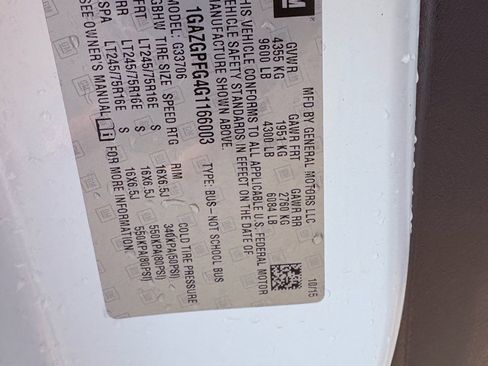 GM
MFD BY GENERAL MOTORS LLC 10/15
GVWR GAWR FRT GAWR RR
4355 KG 1951 KG 2760 KG
9600 LB 4300 LB 6084 LB
THIS VEHICLE CONFORMS TO ALL APPLICABLE U.S. FEDERAL MOTOR
VEHICLE SAFETY STANDARDS IN EFFECT ON THE DATE OF
MANUFACTURE SHOWN ABOVE.
1GAZGPFG4G1166003 TYPE: BUS-NOT SCHOOL BUS
MODEL: G33706
GBHW TIRE SIZE SPEED RTG RIM COLD TIRE PRESSURE
FRT LT245/75R16E S 16X6.5J 340KPA(50PSI)
RR LT245/75R16E S 16X6.5J 550KPA(80PSI)
SPA LT245/75R16E S 16X6.5J 550KPA(80PSI)
SEE OWNER'S MANUAL FOR MORE INFORMATION